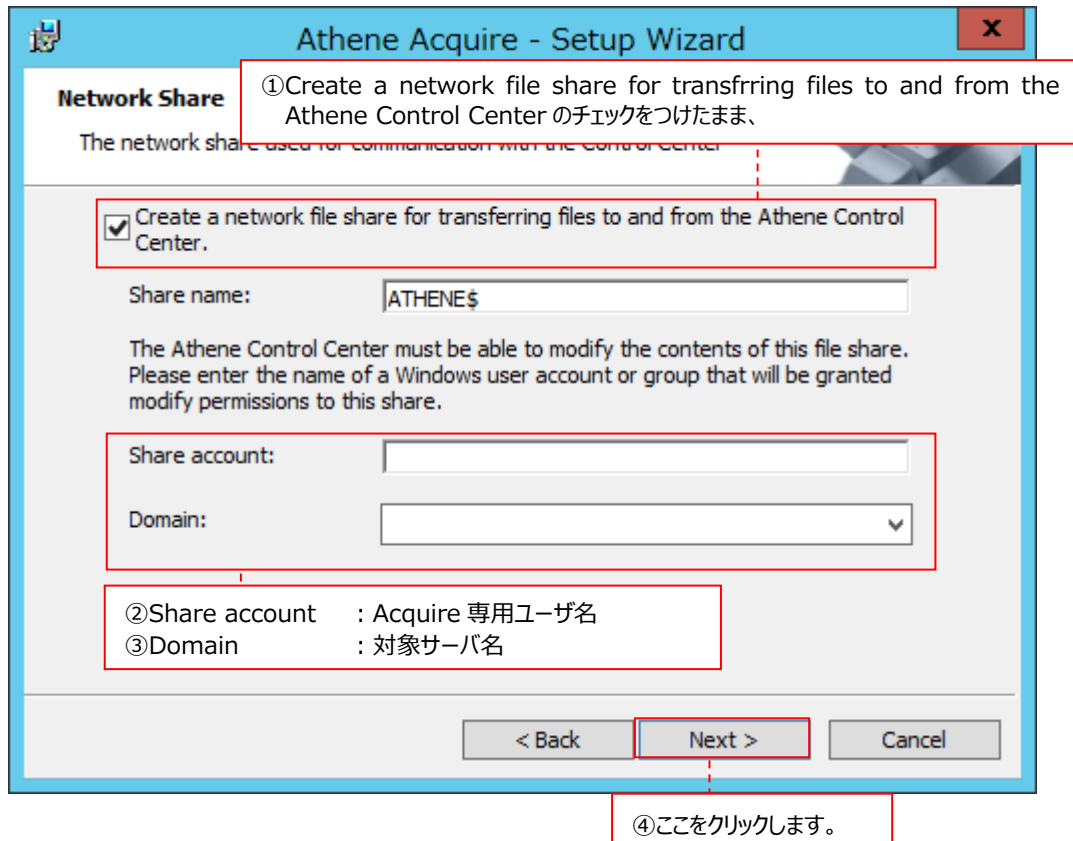 Athene Acquire - Setup Wizard
x
Network Share
①Create a network file share for transfrring files to and from the
Athene Control Center のチェックをつけたまま、
The network share used for communication with the Control Center
Create a network file share for transferring files to and from the Athene Control
Center.
Share name:
ATHENE$
The Athene Control Center must be able to modify the contents of this file share.
Please enter the name of a Windows user account or group that will be granted
modify permissions to this share.
Share account:
Domain:
②Share account : Acquire 専用ユーザ名
③Domain : 対象サーバ名
< Back
Next >
Cancel
④ここをクリックします。